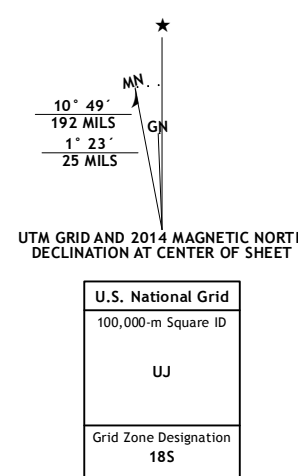 MN
GN
10° 49´
192 MILS
1° 23´
25 MILS
UTM GRID AND 2014 MAGNETIC NORTH
DECLINATION AT CENTER OF SHEET
U.S. National Grid
100,000-m Square ID
UJ
Grid Zone Designation
18S